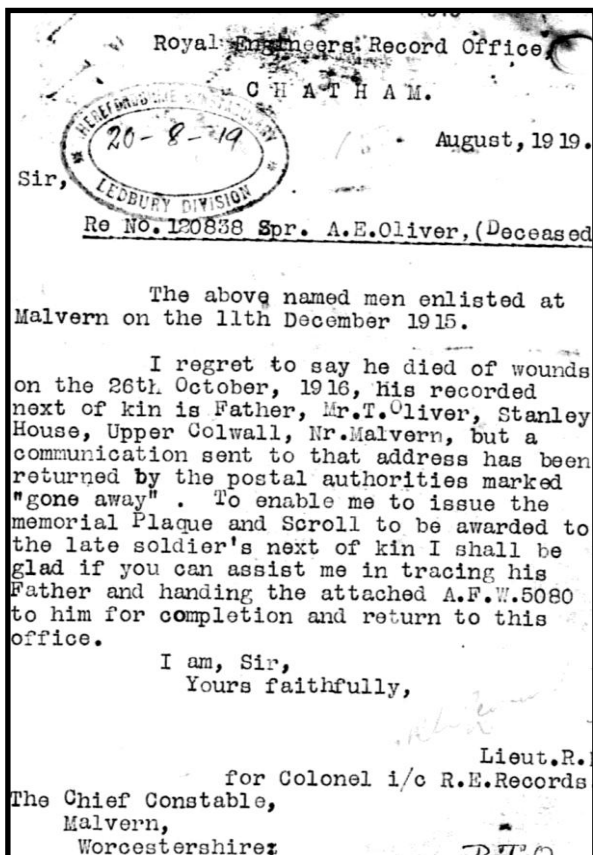 Royal Engineers Record Office,
CHATHAM.
HEREFORDSHIRE CONSTABULARY
20-8-19
LEDBURY DIVISION
August, 1919.
Sir,
Re No. 120838 Spr. A.E.Oliver, (Deceased
The above named men enlisted at
Malvern on the 11th December 1915.
I regret to say he died of wounds
on the 26th October, 1916, his recorded
next of kin is Father, Mr.T.Oliver, Stanley
House, Upper Colwall, Nr.Malvern, but a
communication sent to that address has been
returned by the postal authorities marked
"gone away" . To enable me to issue the
memorial Plaque and Scroll to be awarded to
the late soldier's next of kin I shall be
glad if you can assist me in tracing his
Father and handing the attached A.F.W.5080
to him for completion and return to this
office.
I am, Sir,
Yours faithfully,
Lieut.R.
for Colonel i/c R.E.Records
The Chief Constable,
Malvern,
Worcestershire: